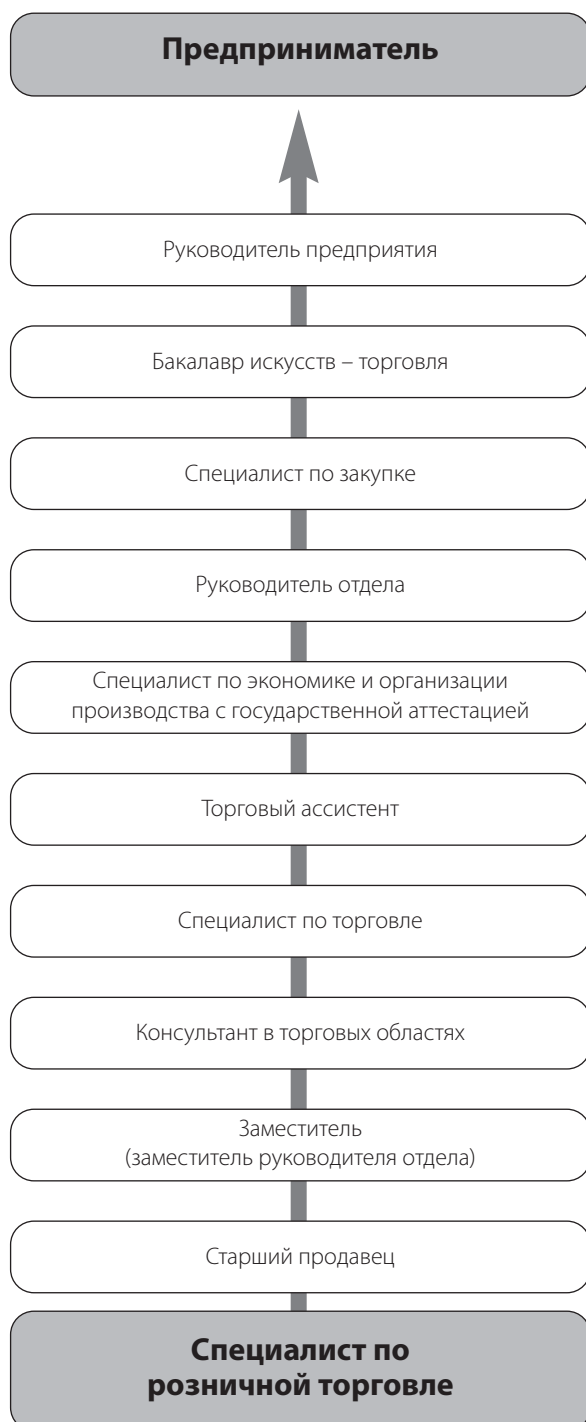 Предприниматель
Руководитель предприятия
Бакалавр искусств – торговля
Специалист по закупке
Руководитель отдела
Специалист по экономике и организации
производства с государственной аттестацией
Торговый ассистент
Специалист по торговле
Консультант в торговых областях
Заместитель
(заместитель руководителя отдела)
Старший продавец
Специалист по
розничной торговле